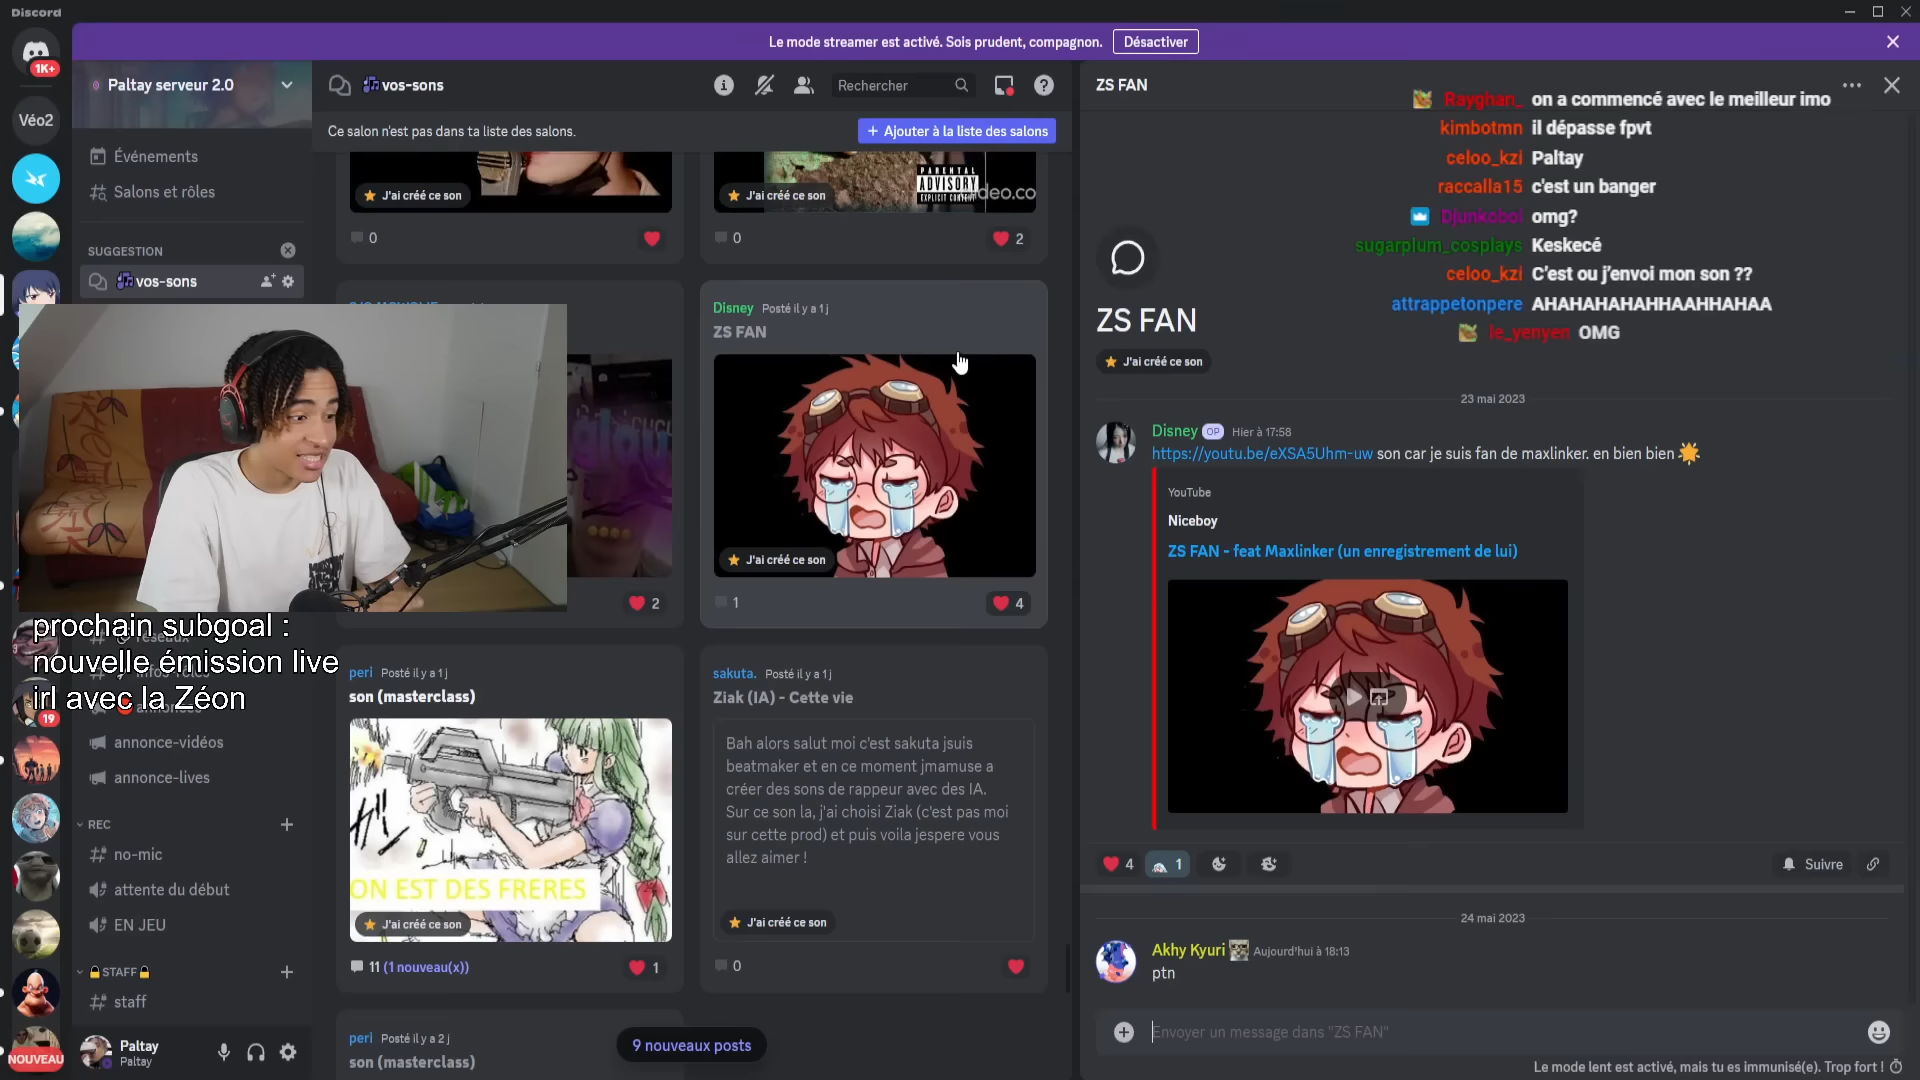 Discord
Le mode streamer est activé. Sois prudent, compagnon.
Désactiver
1K+
Véo2
19
NOUVEAU
Paltay serveur 2.0
Événements
Salons et rôles
SUGGESTION
vos-sons
prochain subgoal :
nouvelle émission live
irl avec la Zéon
annonce-vidéos
annonce-lives
REC
no-mic
attente du début
EN JEU
STAFF
staff
Paltay
Paltay
vos-sons
Rechercher
Ce salon n'est pas dans ta liste des salons.
Ajouter à la liste des salons
J'ai créé ce son
0
PARENTAL
ADVISORY
EXPLICIT CONTENT
ideo.co
J'ai créé ce son
0
2
2
Disney Posté il y a 1 j
ZS FAN
J'ai créé ce son
1
4
peri Posté il y a 1 j
son (masterclass)
ON EST DES FRERES
J'ai créé ce son
11 (1 nouveau(x))
1
sakuta. Posté il y a 1 j
Ziak (IA) - Cette vie
Bah alors salut moi c'est sakuta jsuis
beatmaker et en ce moment jmamuse a
créer des sons de rappeur avec des IA.
Sur ce son la, j'ai choisi Ziak (c'est pas moi
sur cette prod) et puis voila jespere vous
allez aimer !
J'ai créé ce son
0
peri Posté il y a 2 j
son (masterclass)
9 nouveaux posts
ZS FAN
Rayghan_ on a commencé avec le meilleur imo
kimbotmn il dépasse fpvt
celoo_kzi Paltay
raccalla15 c'est un banger
Djunkoboi omg?
sugarplum_cosplays Keskecé
celoo_kzi C'est ou j'envoi mon son ??
attrappetonpere AHAHAHAHAHHAAHHAHAA
le_yenyen OMG
ZS FAN
J'ai créé ce son
23 mai 2023
Disney OP Hier à 17:58
https://youtu.be/eXSA5Uhm-uw son car je suis fan de maxlinker. en bien bien
YouTube
Niceboy
ZS FAN - feat Maxlinker (un enregistrement de lui)
4
1
Suivre
24 mai 2023
Akhy Kyuri Aujourd'hui à 18:13
ptn
Envoyer un message dans "ZS FAN"
Le mode lent est activé, mais tu es immunisé(e). Trop fort !